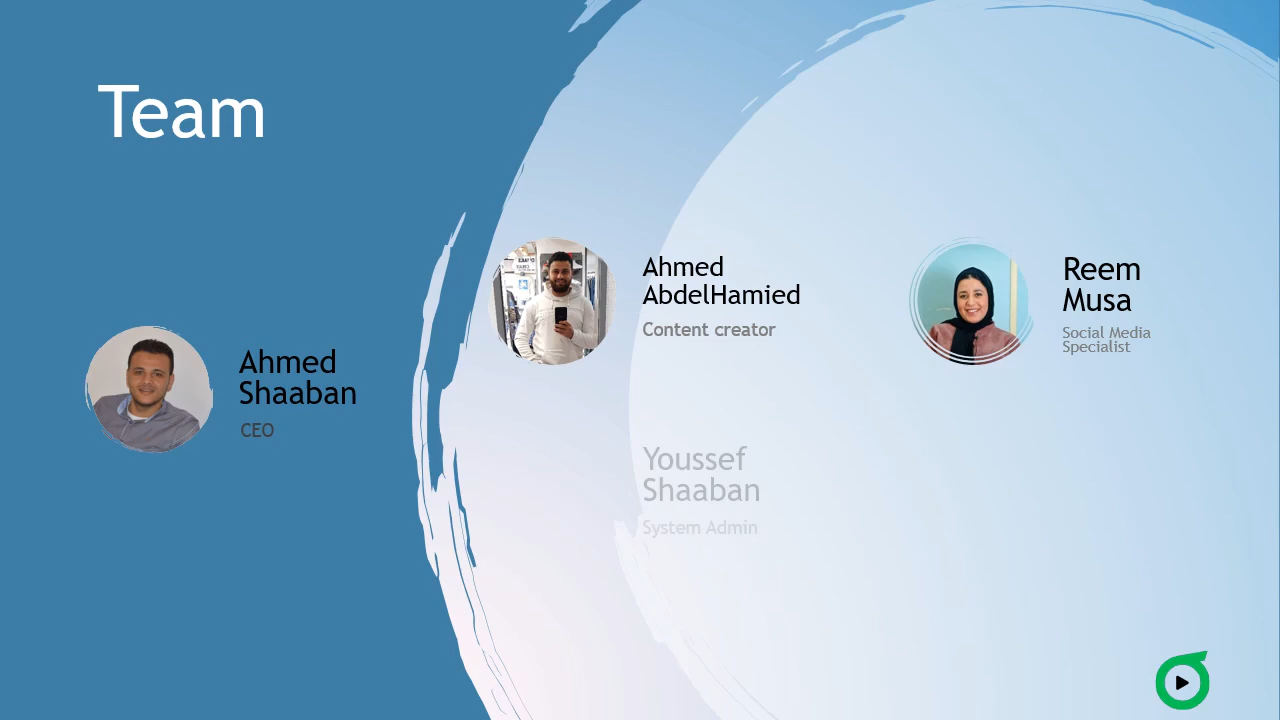 Team
Ahmed
Shaaban
CEO
Ahmed
AbdelHamied
Content creator
Reem
Musa
Social Media
Specialist
Youssef
Shaaban
System Admin